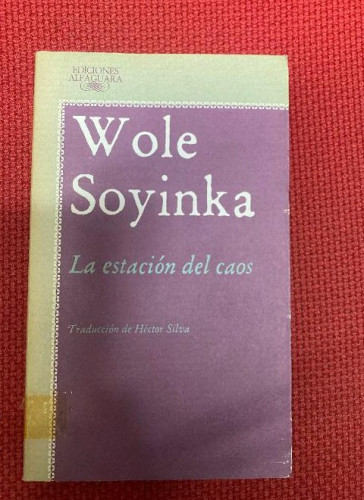 EDICIONES
ALFAGUARA
Wole
Soyinka
La estación del caos
Traducción de Héctor Silva